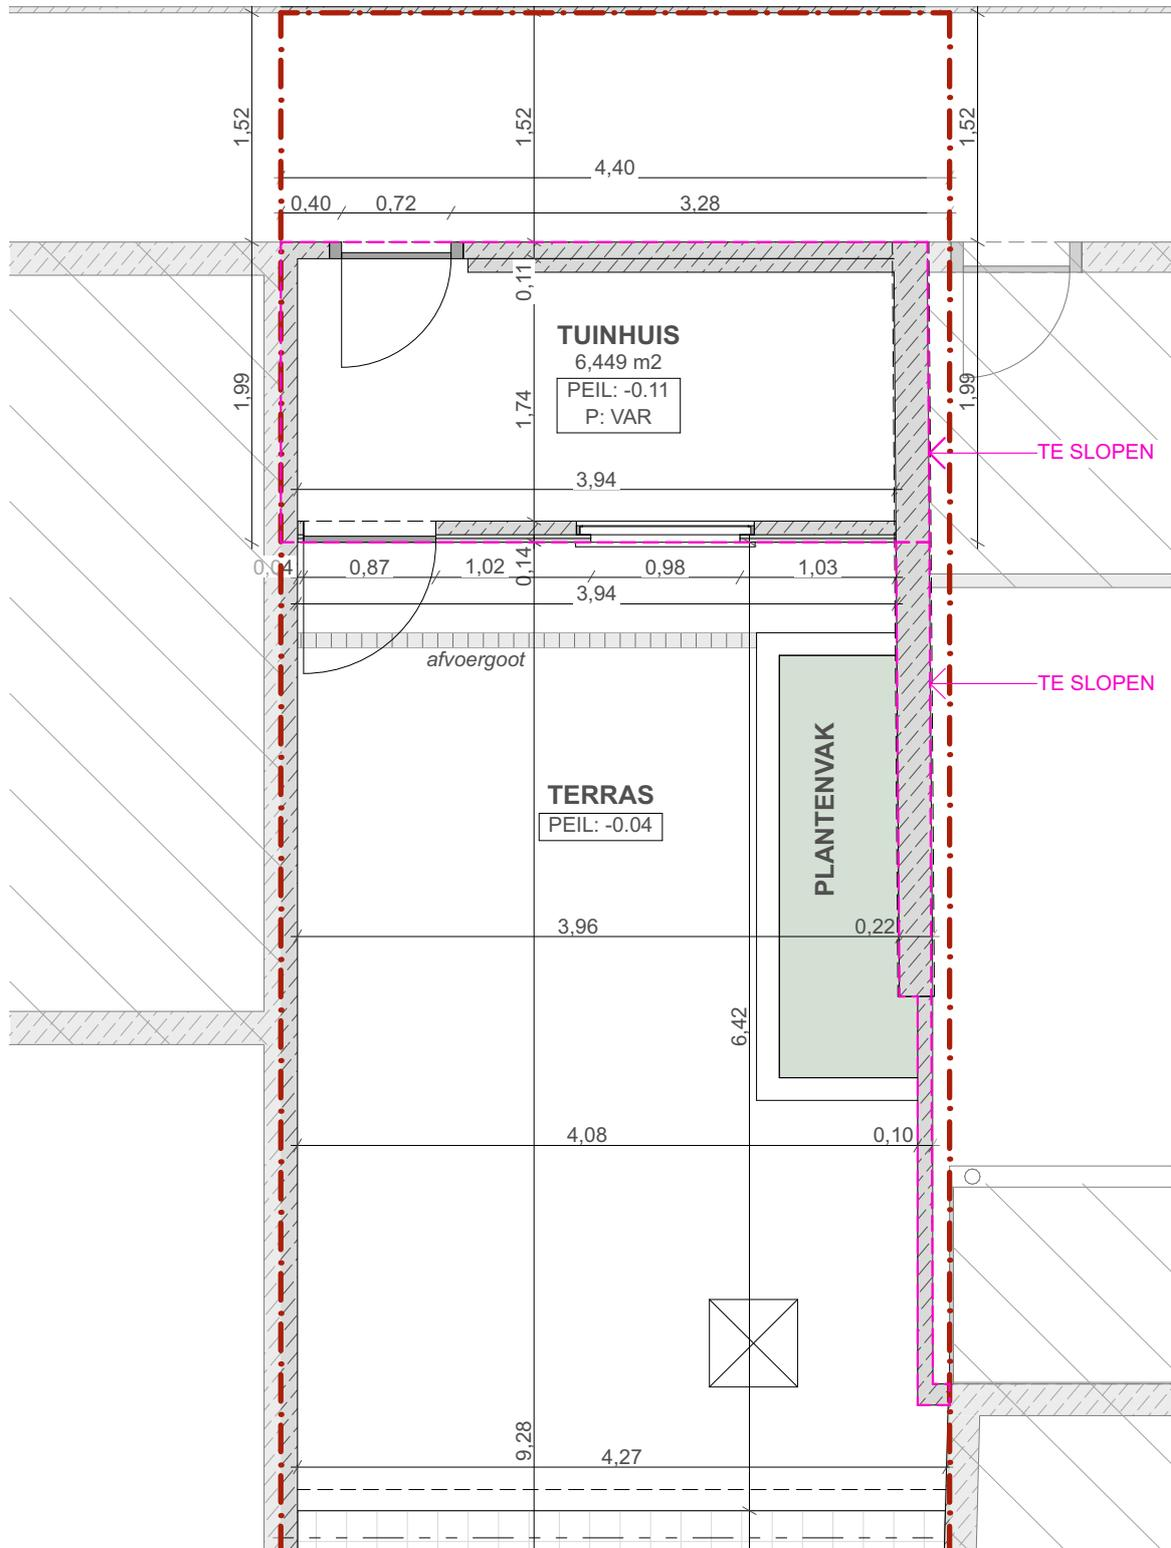 1,52
1,52
1,52
4,40
0,40
0,72
3,28
0,11
TUINHUIS
6,449 m2
PEIL: -0.11
P: VAR
1,99
1,74
1,99
TE SLOPEN
3,94
0,04
0,87
1,02
0,14
0,98
1,03
3,94
afvoergoot
TE SLOPEN
PLANTENVAK
TERRAS
PEIL: -0.04
3,96
0,22
6,42
4,08
0,10
9,28
4,27